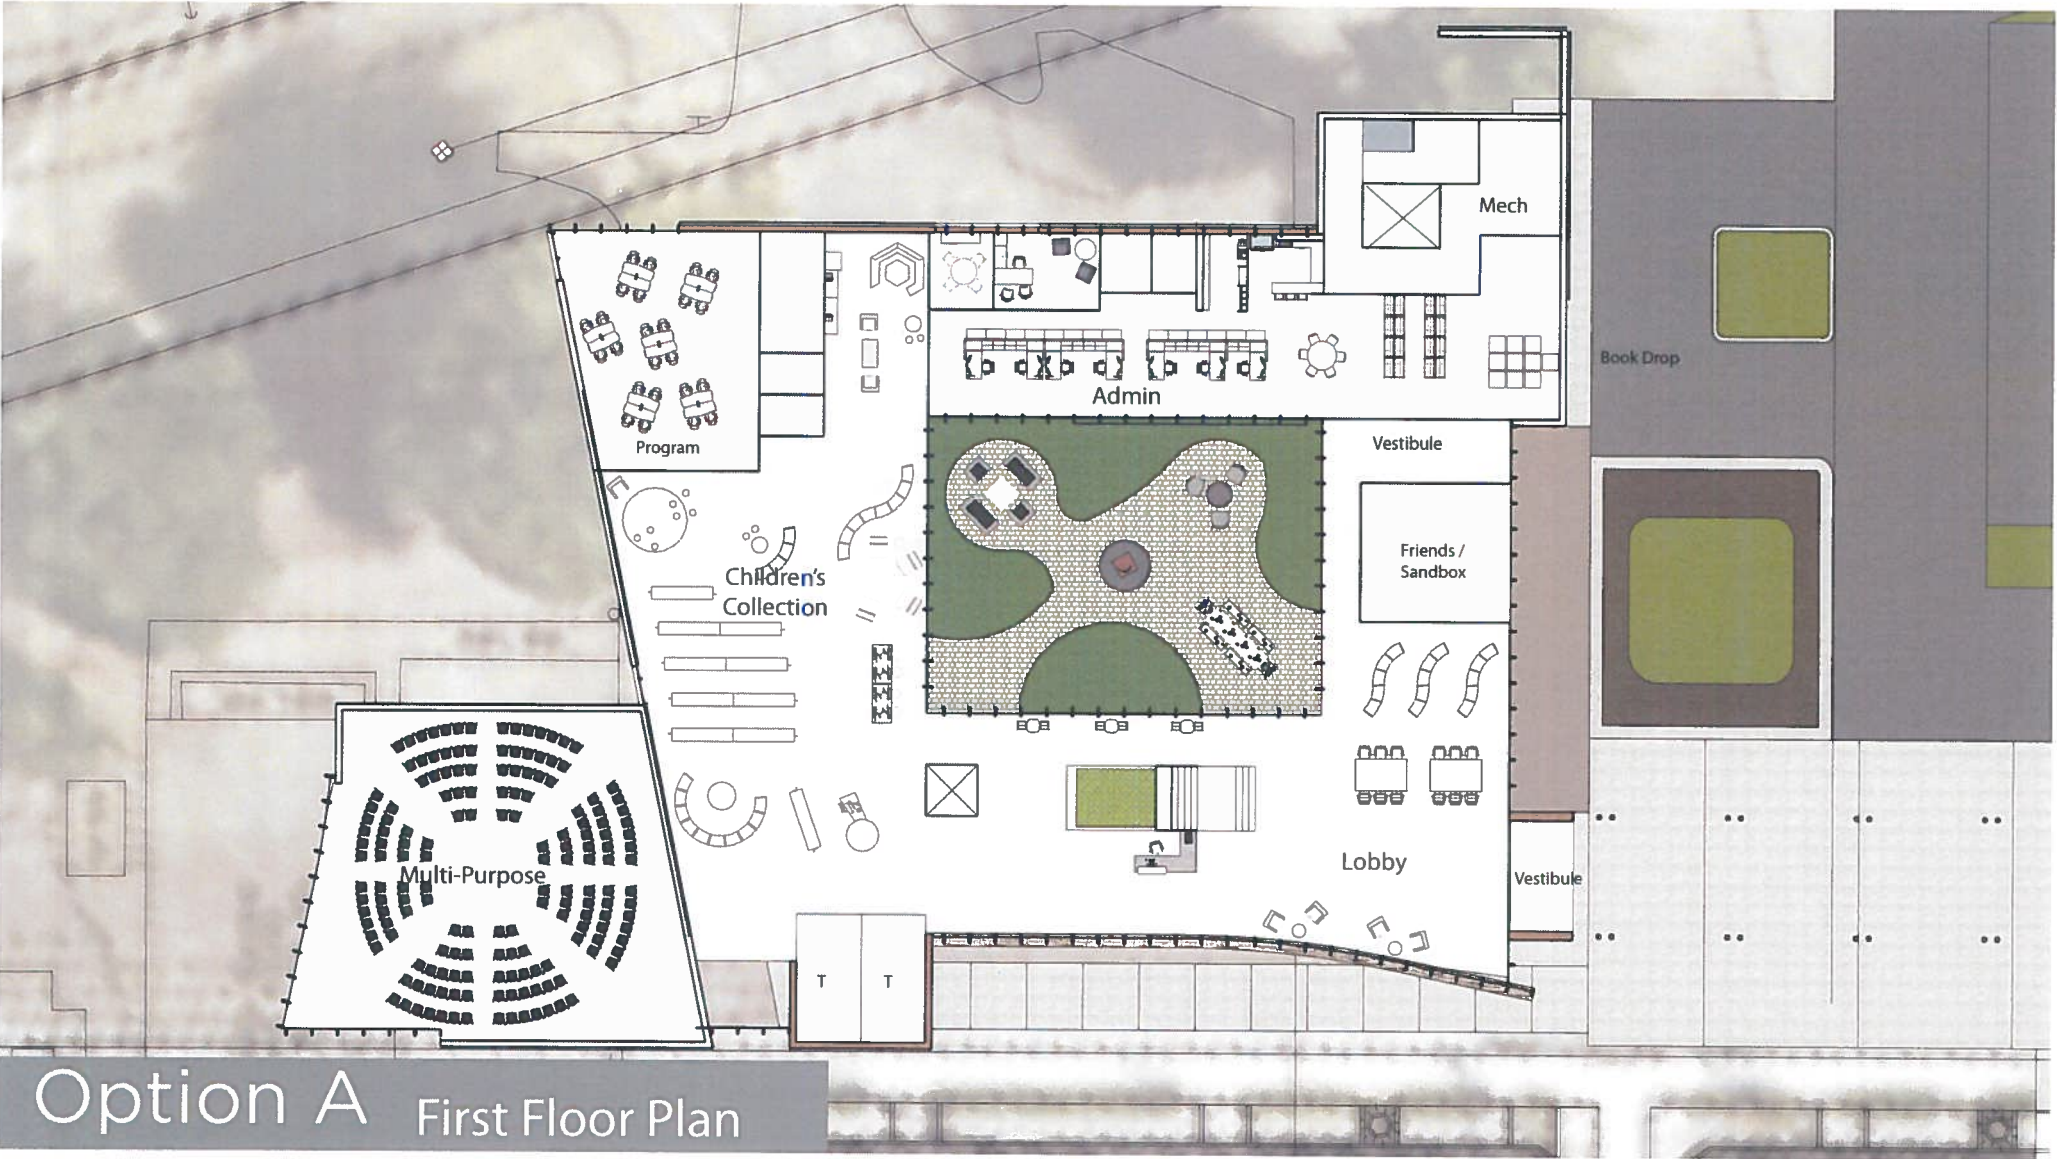 Mech
Book Drop
Admin
Program
Vestibule
Friends /
Sandbox
Children's
Collection
Multi-Purpose
Lobby
Vestibule
T
T
Option A First Floor Plan